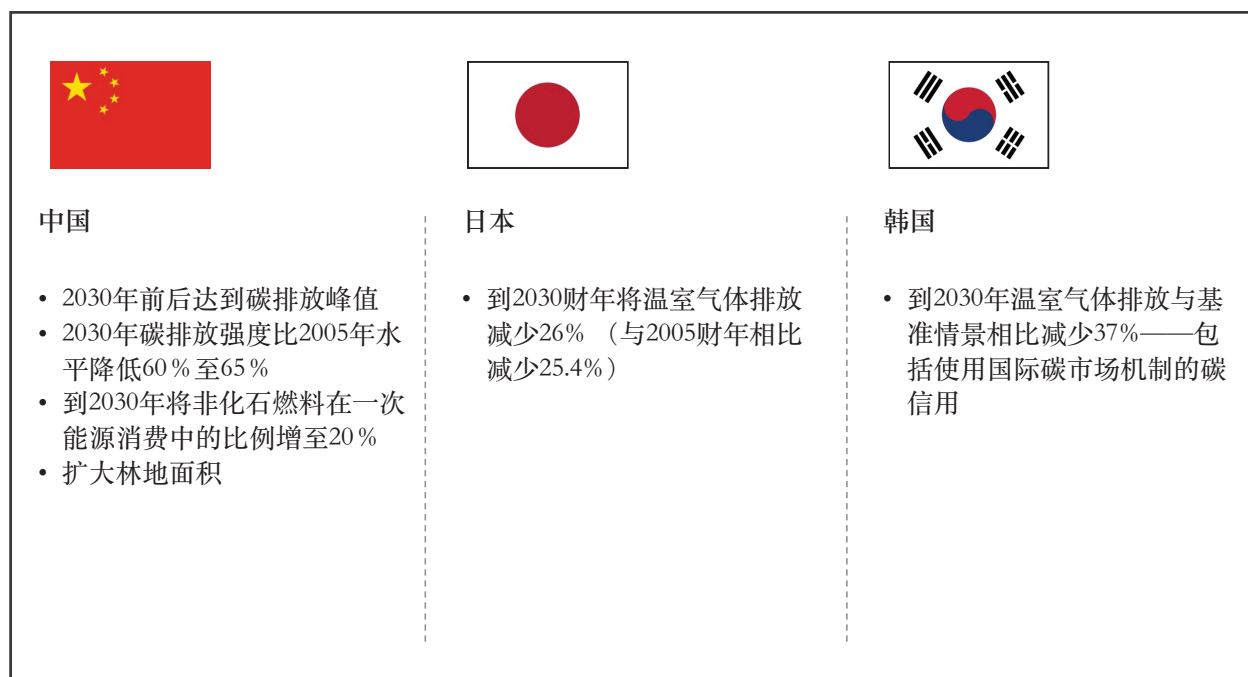 中国
• 2030年前后达到碳排放峰值
• 2030年碳排放强度比2005年水
平降低60%至65%
• 到2030年将非化石燃料在一次
能源消费中的比例增至20%
• 扩大林地面积
日本
• 到2030财年将温室气体排放
减少26% （与2005财年相比
减少25.4%）
韩国
• 到2030年温室气体排放与基
准情景相比减少37%——包
括使用国际碳市场机制的碳
信用